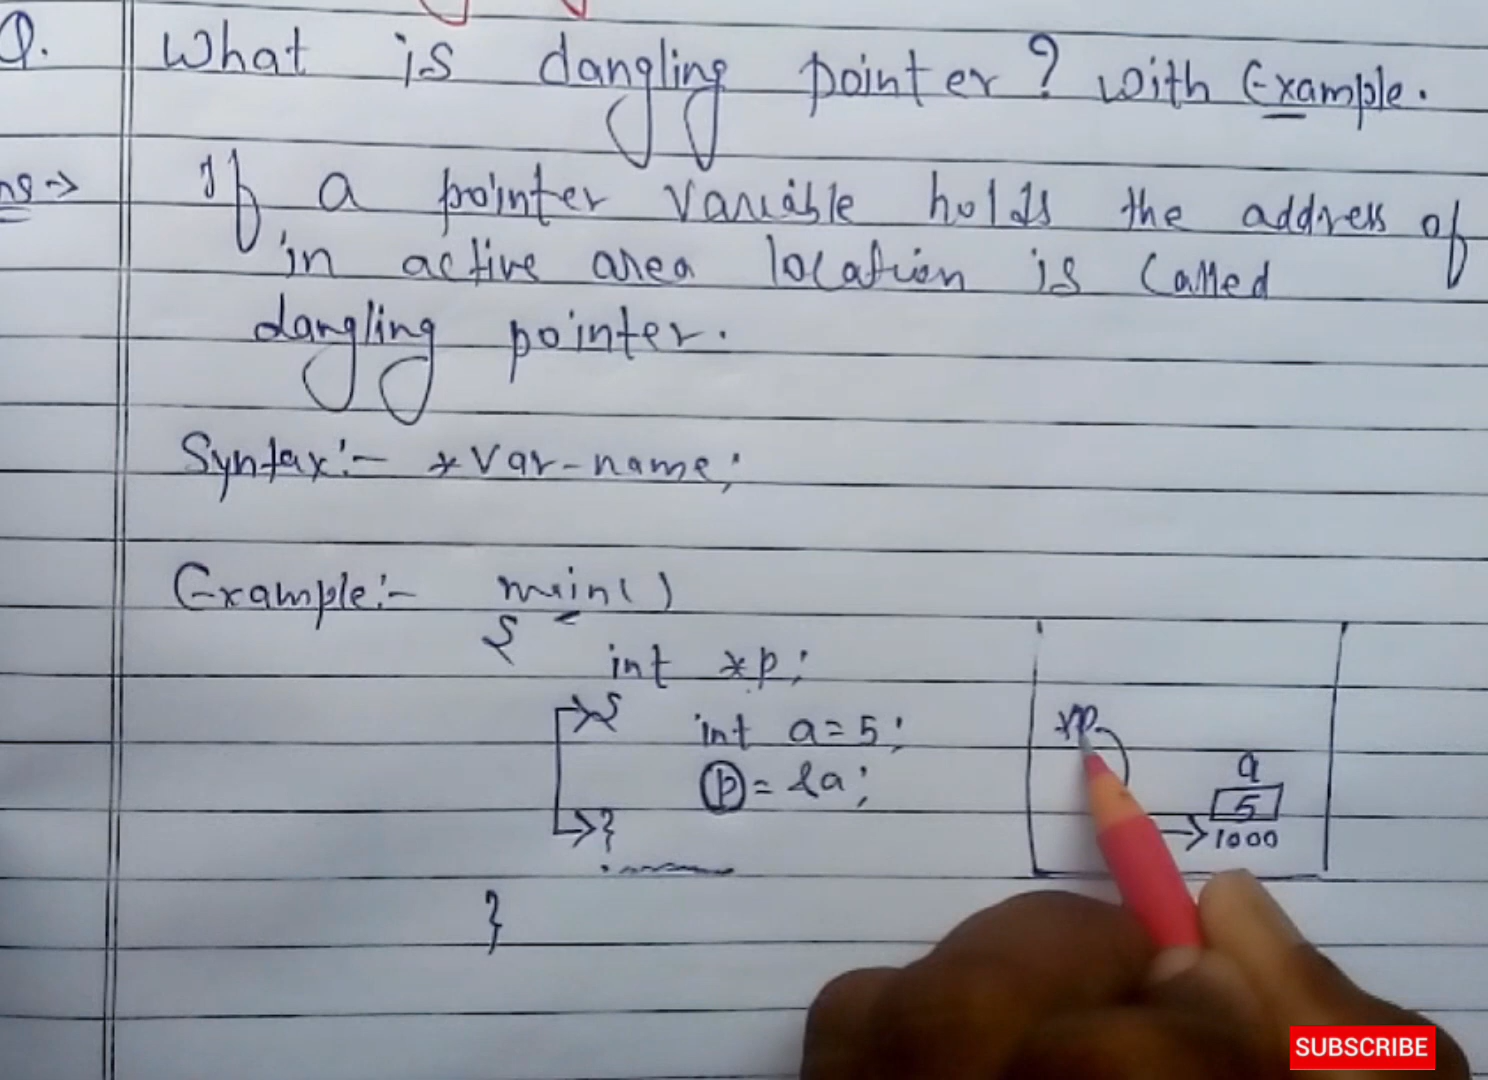 Q. What is dangling pointer? with Example.
ns → If a pointer variable holds the address of
in active area location is called
dangling pointer.
Syntax:- *var-name;
Example:- main()
{
int *p;
{
int a=5;
p = &a;
}
}
*p
a
5
1000
SUBSCRIBE